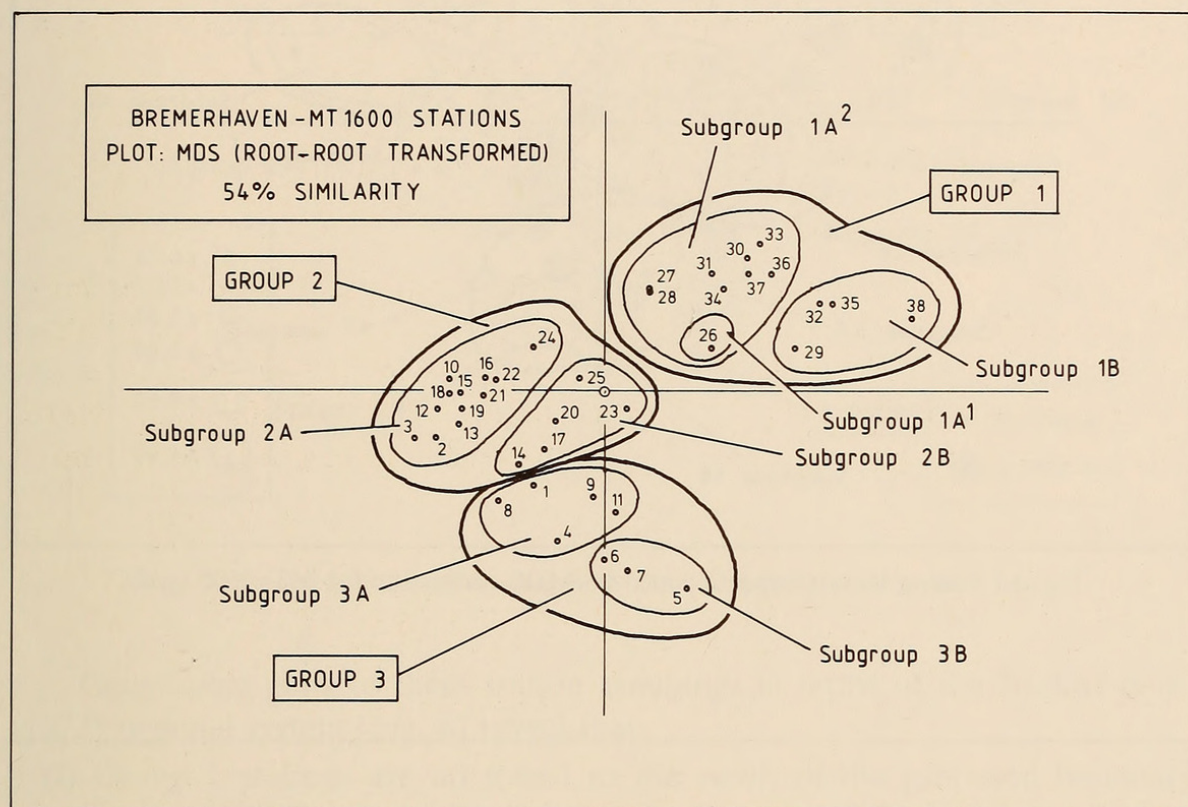 BREMERHAVEN-MT 1600 STATIONS
PLOT: MDS (ROOT-ROOT TRANSFORMED)
54% SIMILARITY
Subgroup 1A²
GROUP 1
33
30
31
36
27
37
28
34
35
38
32
26
29
Subgroup 1B
Subgroup 1A¹
GROUP 2
24
10
16
15
22
18
21
12
19
3
13
2
Subgroup 2A
25
20
23
17
14
Subgroup 2B
1
9
8
11
4
Subgroup 3A
6
7
5
Subgroup 3B
GROUP 3